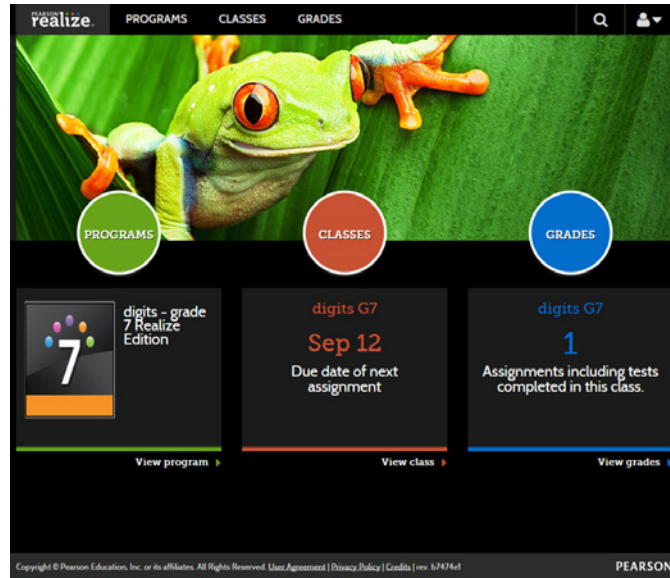 PEARSON
realize.
PROGRAMS CLASSES GRADES
PROGRAMS
CLASSES
GRADES
digits – grade
7 Realize
Edition
7
View program
digits G7
Sep 12
Due date of next
assignment
View class
digits G7
1
Assignments including tests
completed in this class.
View grades
Copyright © Pearson Education, Inc. or its affiliates. All Rights Reserved. User Agreement | Privacy Policy | Credits | rev. b7474e1
PEARSON